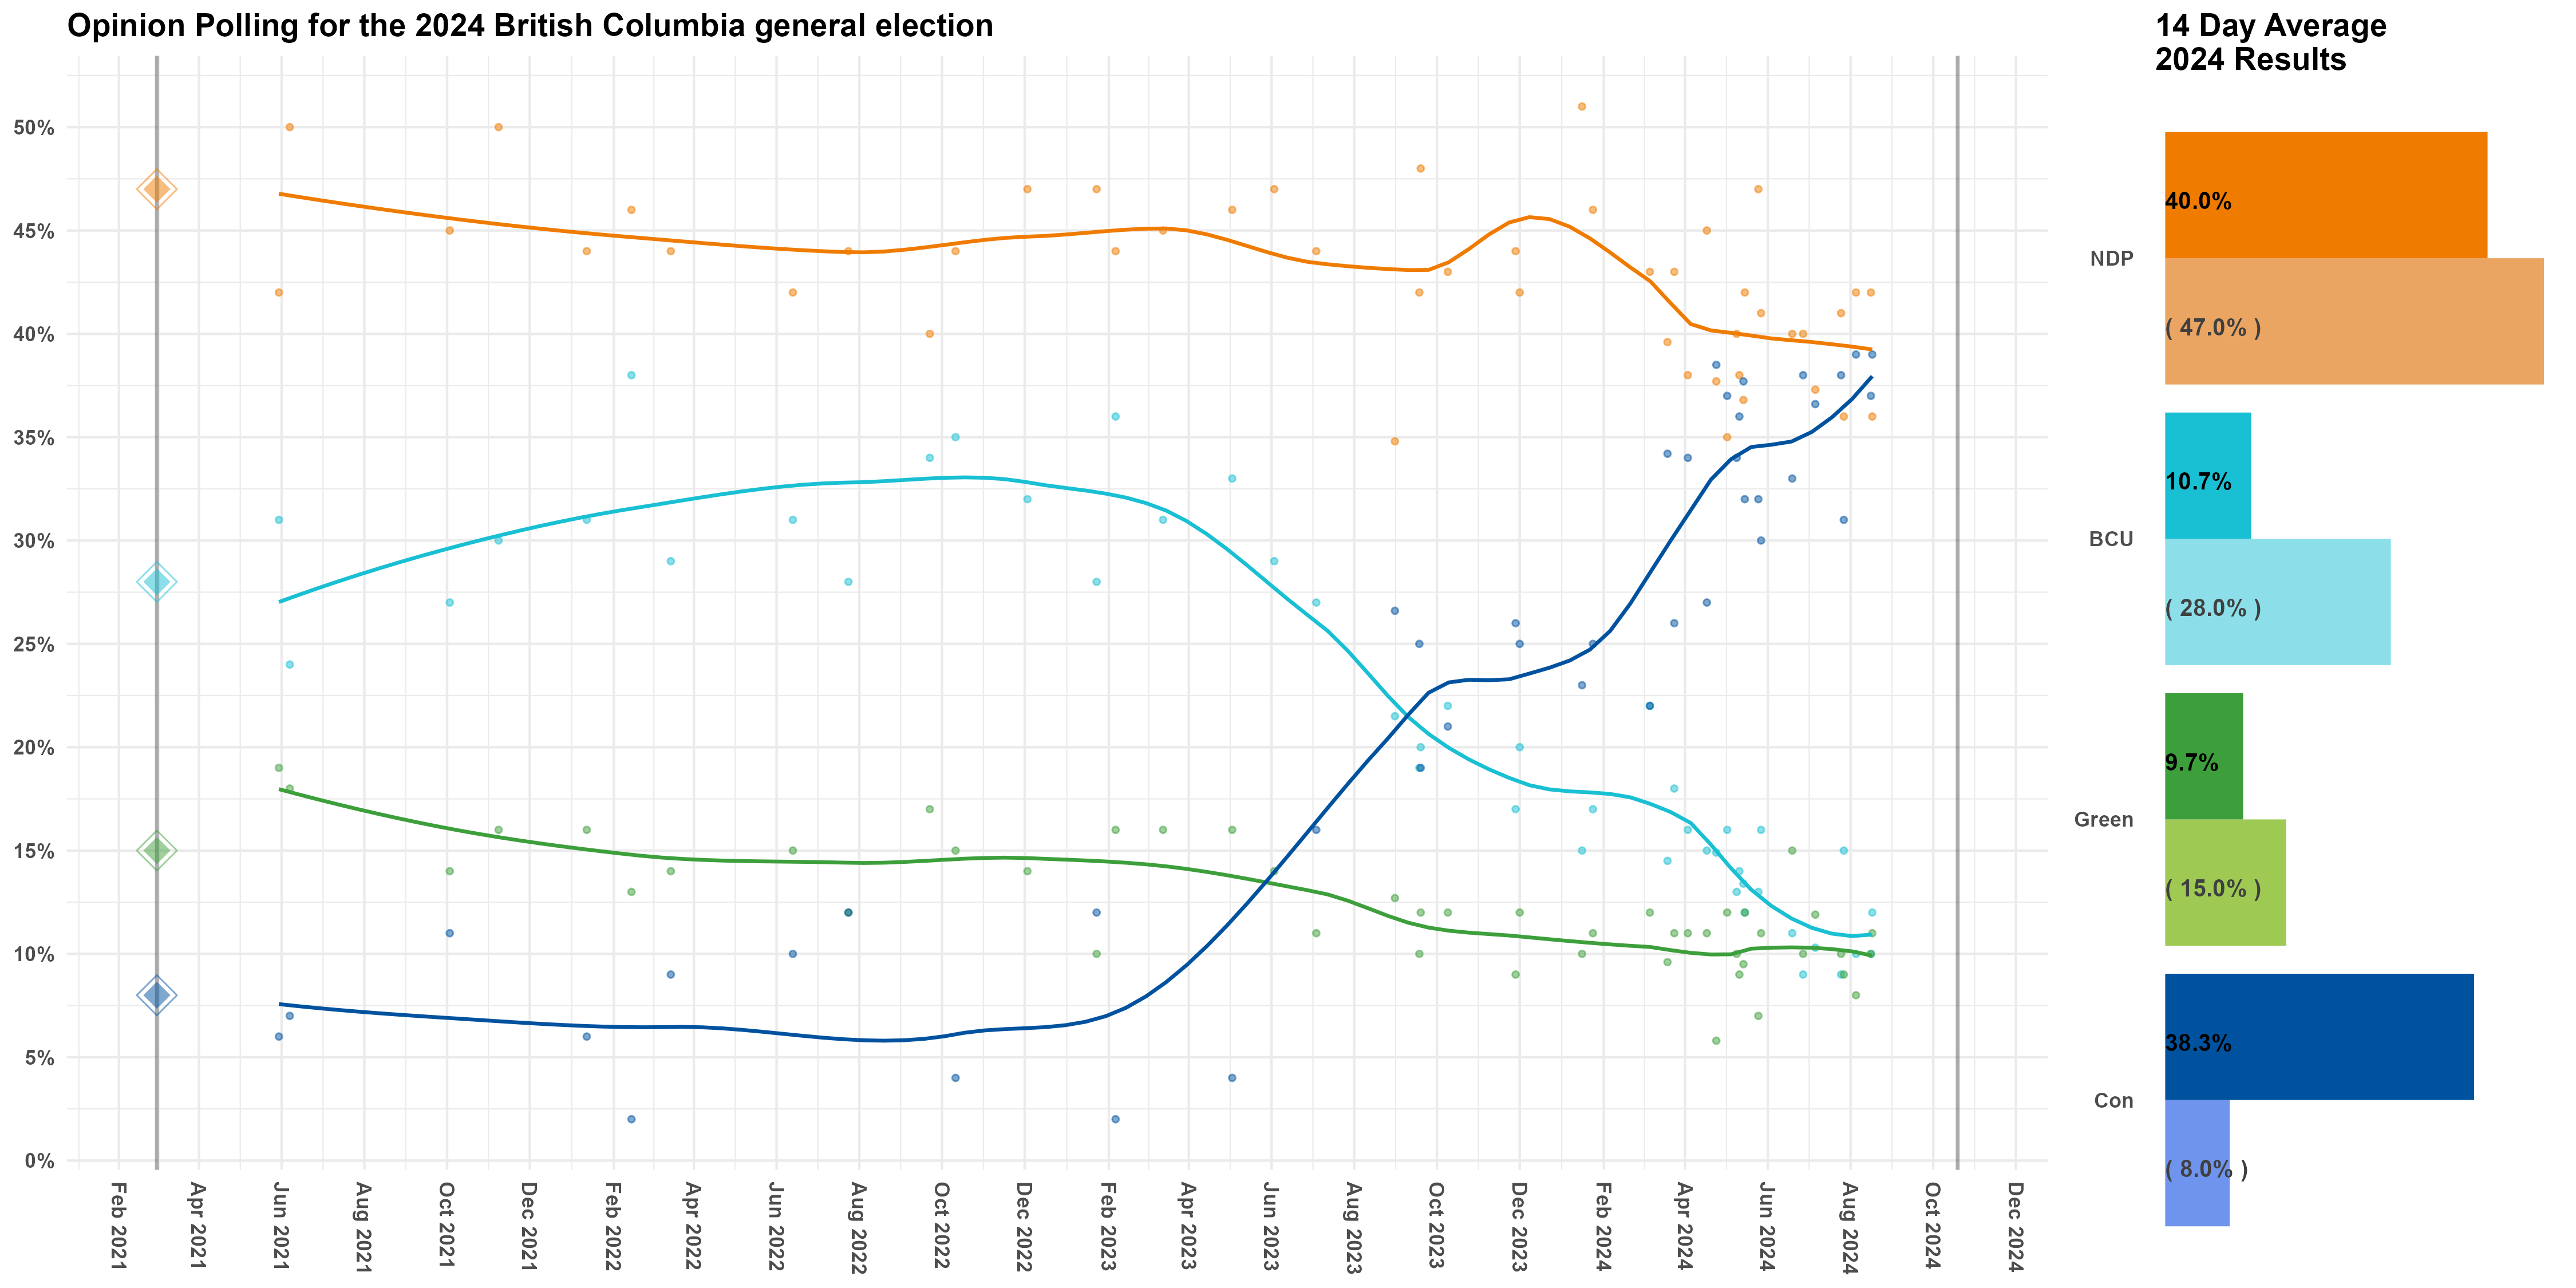 Opinion Polling for the 2024 British Columbia general election
50%
45%
40%
35%
30%
25%
20%
15%
10%
5%
0%
Feb 2021
Apr 2021
Jun 2021
Aug 2021
Oct 2021
Dec 2021
Feb 2022
Apr 2022
Jun 2022
Aug 2022
Oct 2022
Dec 2022
Feb 2023
Apr 2023
Jun 2023
Aug 2023
Oct 2023
Dec 2023
Feb 2024
Apr 2024
Jun 2024
Aug 2024
Oct 2024
Dec 2024
14 Day Average
2024 Results
40.0%
NDP
( 47.0% )
10.7%
BCU
( 28.0% )
9.7%
Green
( 15.0% )
38.3%
Con
( 8.0% )